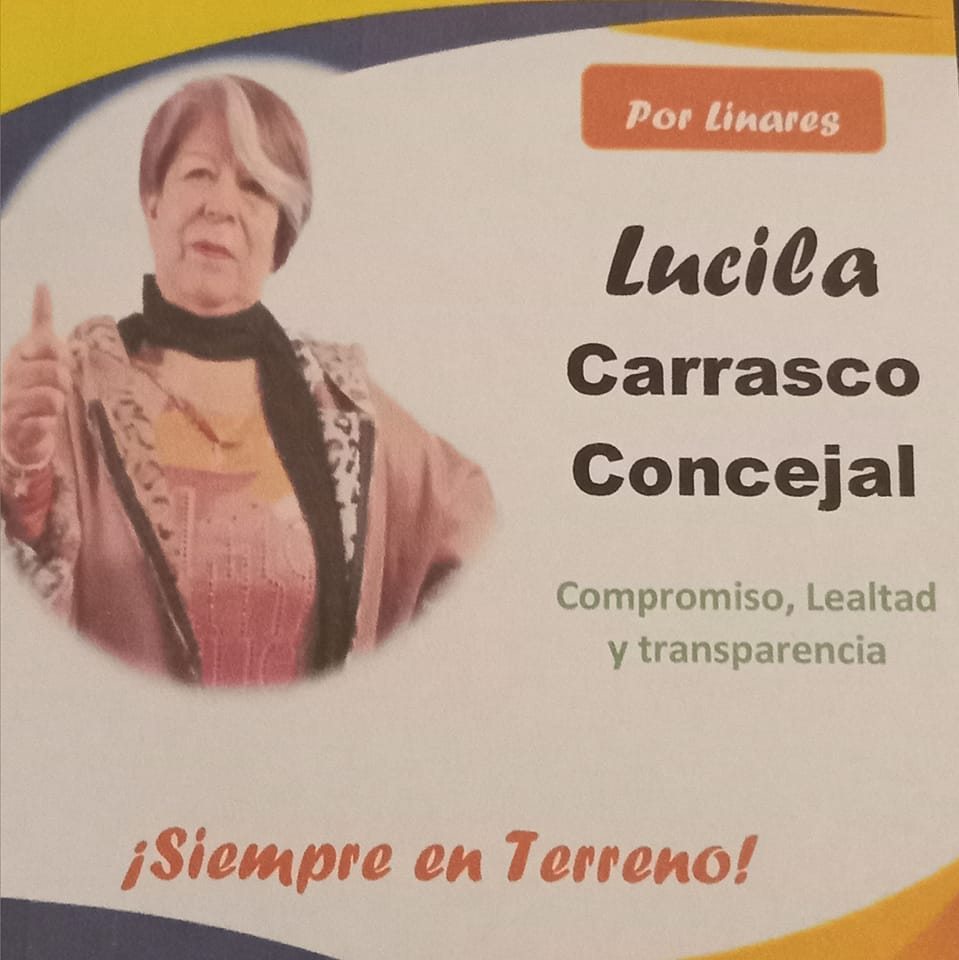 Por Linares
Lucila
Carrasco
Concejal
Compromiso, Lealtad
y transparencia
¡Siempre en Terreno!